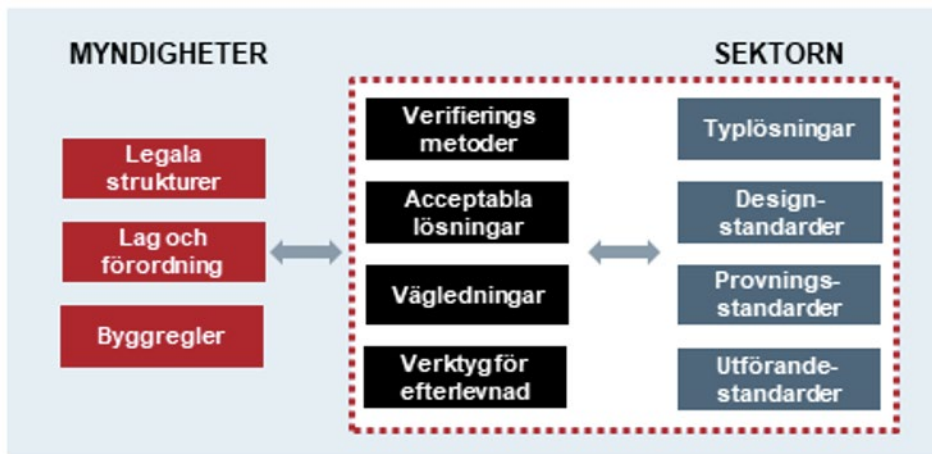 MYNDIGHETER
Legala
strukturer
Lag och
förordning
Byggregler
Verifierings
metoder
Acceptabla
lösningar
Vägledningar
Verktyg för
efterlevnad
SEKTORN
Typlösningar
Design-
standarder
Provnings-
standarder
Utförande-
standarder